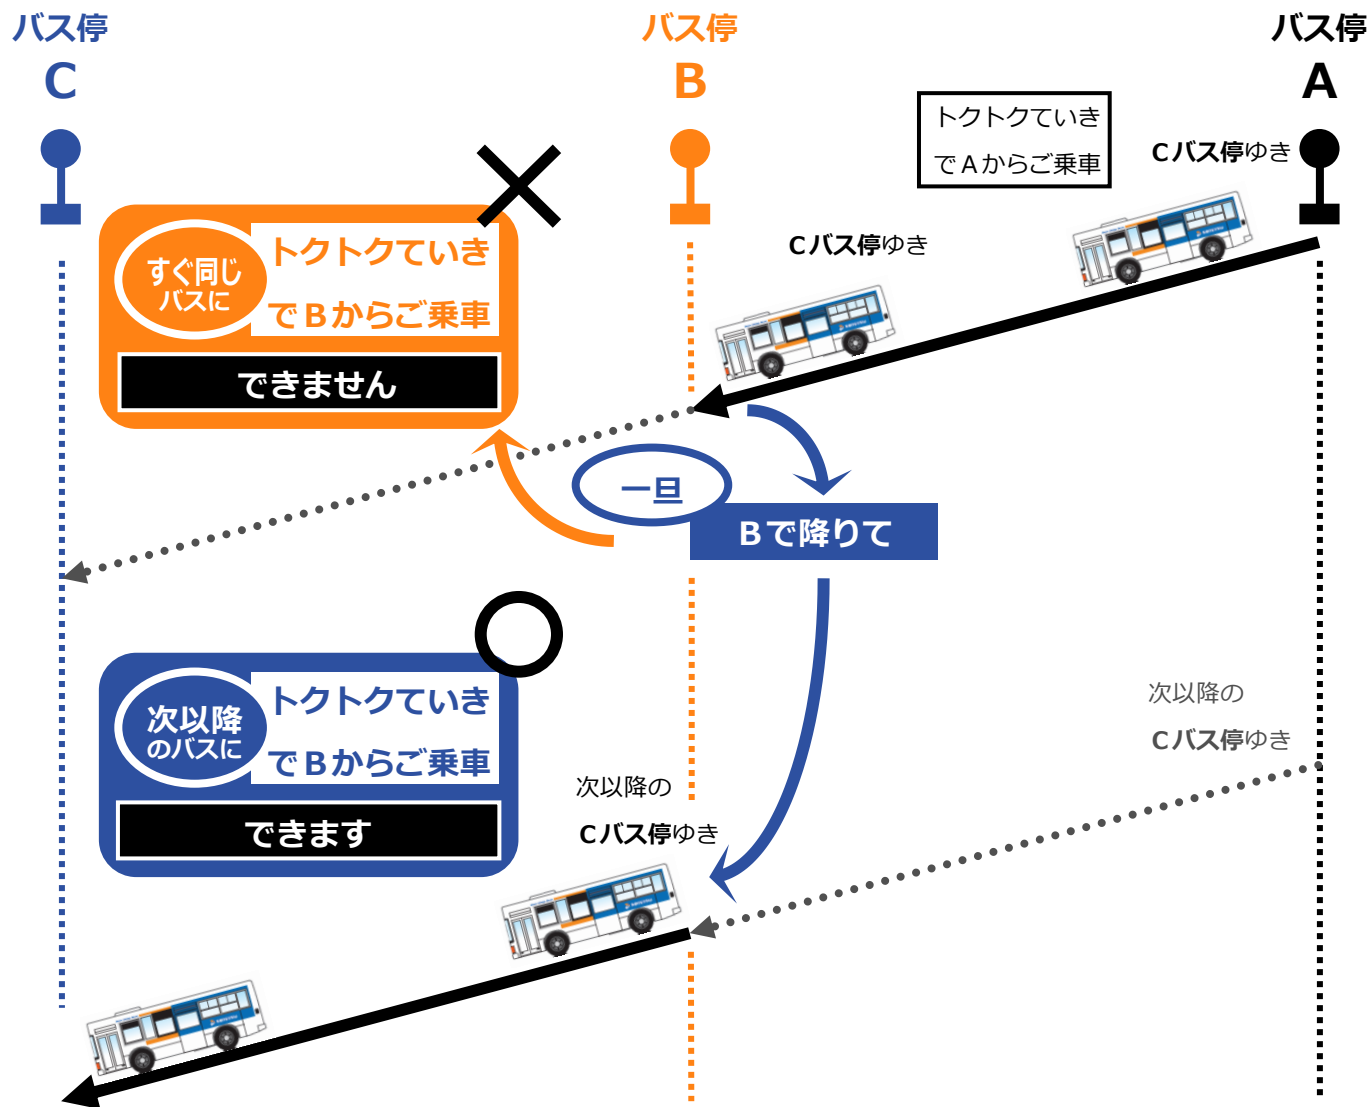 バス停
C
バス停
B
バス停
A
トクトクていき
でAからご乗車
Cバス停ゆき
Cバス停ゆき
すぐ同じ
バスに
トクトクていき
でBからご乗車
できません
一旦
Bで降りて
次以降
のバスに
トクトクていき
でBからご乗車
できます
次以降の
Cバス停ゆき
次以降の
Cバス停ゆき